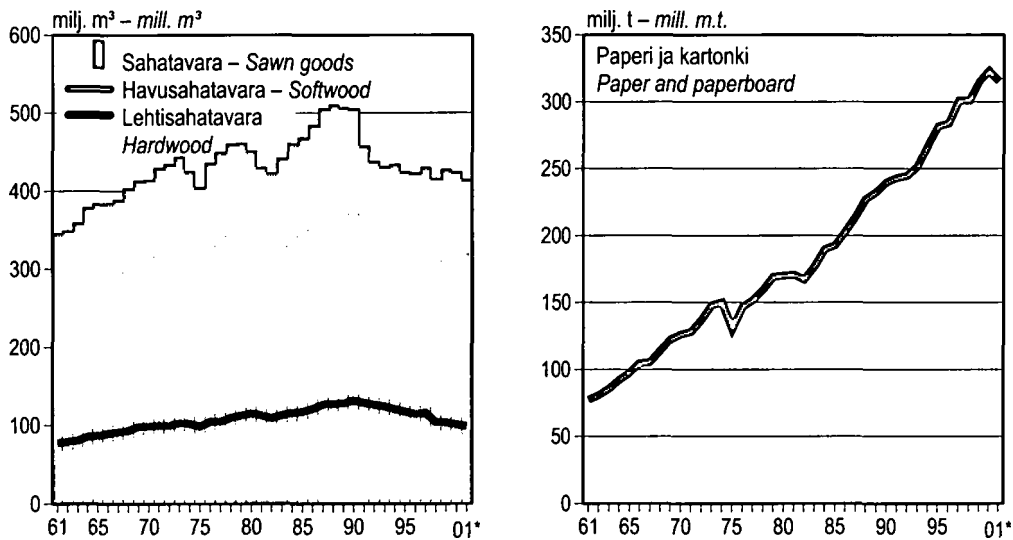 milj. m³ – mill. m³
600
500
400
300
200
100
0
Sahatavara – Sawn goods
Havusahatavara – Softwood
Lehtisahatavara
Hardwood
61 65 70 75 80 85 90 95 01*
milj. t – mill. m.t.
350
300
250
200
150
100
50
0
Paperi ja kartonki
Paper and paperboard
61 65 70 75 80 85 90 95 01*